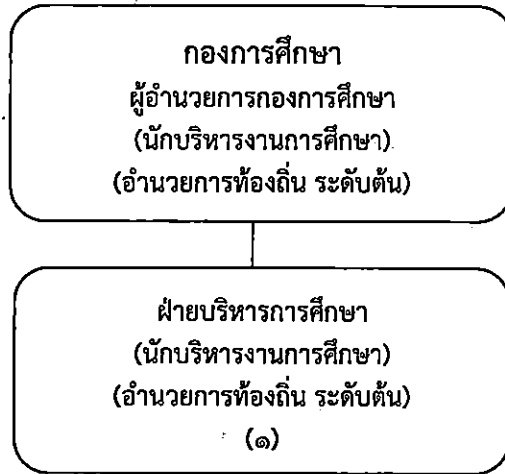 กองการศึกษา
ผู้อำนวยการกองการศึกษา
(นักบริหารงานการศึกษา)
(อำนวยการท้องถิ่น ระดับต้น)
ฝ่ายบริหารการศึกษา
(นักบริหารงานการศึกษา)
(อำนวยการท้องถิ่น ระดับต้น)
(๑)